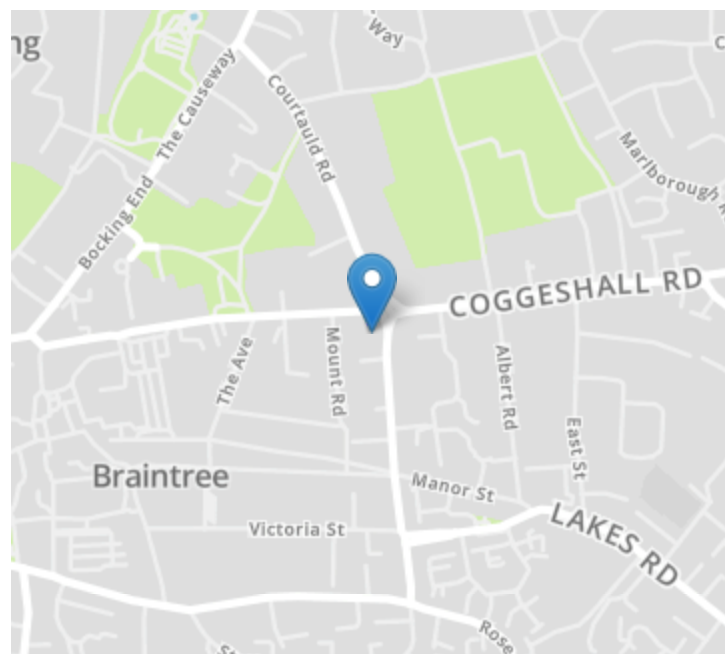 ng
Way
The Causeway
Courtauld Rd
Marlborough
Bocking End
COGGESHALL RD
Mount Rd
The Ave
Albert Rd
East St
Braintree
Manor St
Victoria St
LAKES RD
Rose